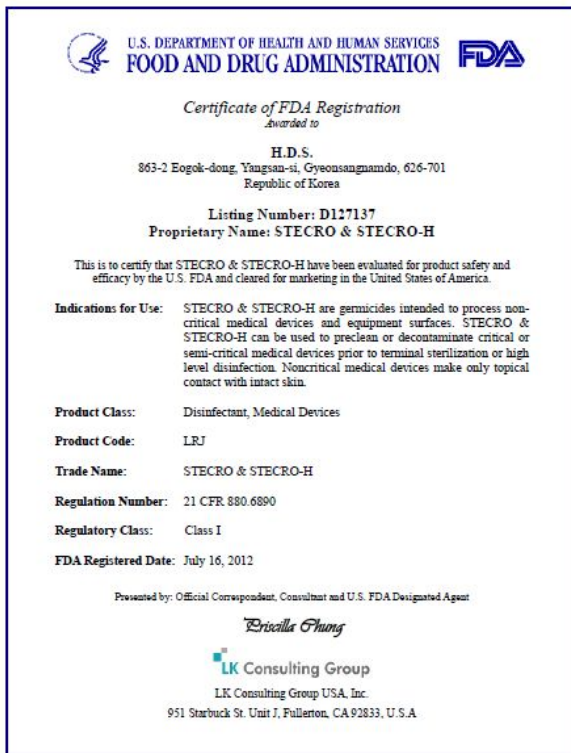 U.S. DEPARTMENT OF HEALTH AND HUMAN SERVICES
FOOD AND DRUG ADMINISTRATION
FDA
Certificate of FDA Registration
Awarded to
H.D.S.
863-2 Eogok-dong, Yangsan-si, Gyeongsangnamdo, 626-701
Republic of Korea
Listing Number: D127137
Proprietary Name: STECRO & STECRO-H
This is to certify that STECRO & STECRO-H have been evaluated for product safety and
efficacy by the U.S. FDA and cleared for marketing in the United States of America.
Indications for Use: STECRO & STECRO-H are germicides intended to process non-
critical medical devices and equipment surfaces. STECRO &
STECRO-H can be used to preclean or decontaminate critical or
semi-critical medical devices prior to terminal sterilization or high
level disinfection. Noncritical medical devices make only topical
contact with intact skin.
Product Class: Disinfectant, Medical Devices
Product Code: LRJ
Trade Name: STECRO & STECRO-H
Regulation Number: 21 CFR 880.6890
Regulatory Class: Class I
FDA Registered Date: July 16, 2012
Presented by: Official Correspondent, Consultant and U.S. FDA Designated Agent
Priscilla Chung
LK Consulting Group
LK Consulting Group USA, Inc.
951 Starbuck St. Unit J, Fullerton, CA 92833, U.S.A